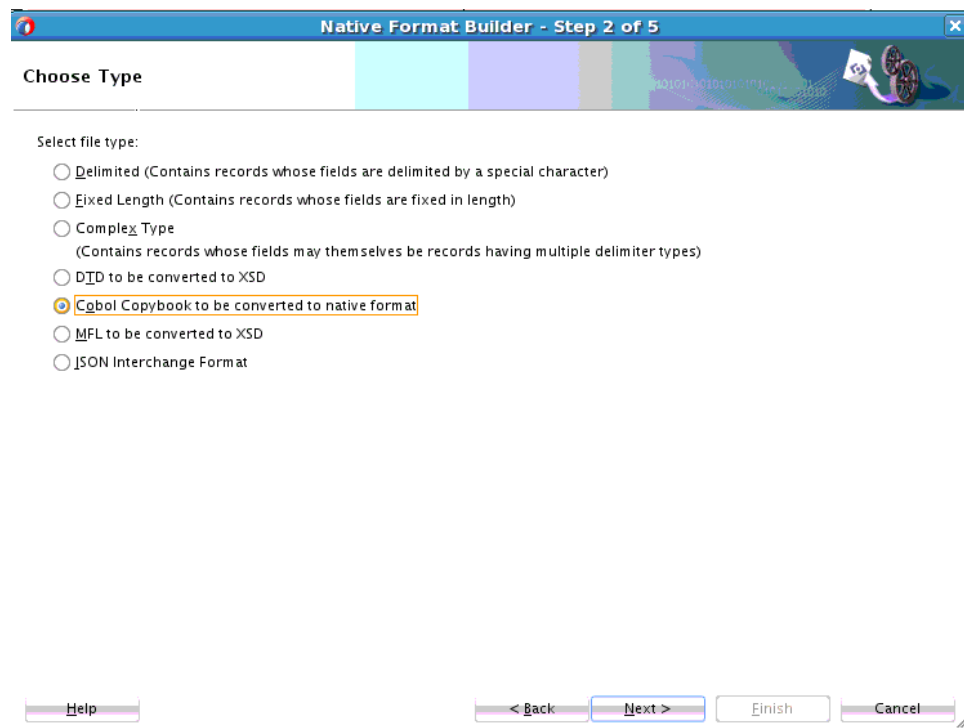 Native Format Builder - Step 2 of 5
Choose Type
Select file type:
Delimited (Contains records whose fields are delimited by a special character)
Fixed Length (Contains records whose fields are fixed in length)
Complex Type
(Contains records whose fields may themselves be records having multiple delimiter types)
DTD to be converted to XSD
Cobol Copybook to be converted to native format
MFL to be converted to XSD
JSON Interchange Format
Help < Back Next > Finish Cancel